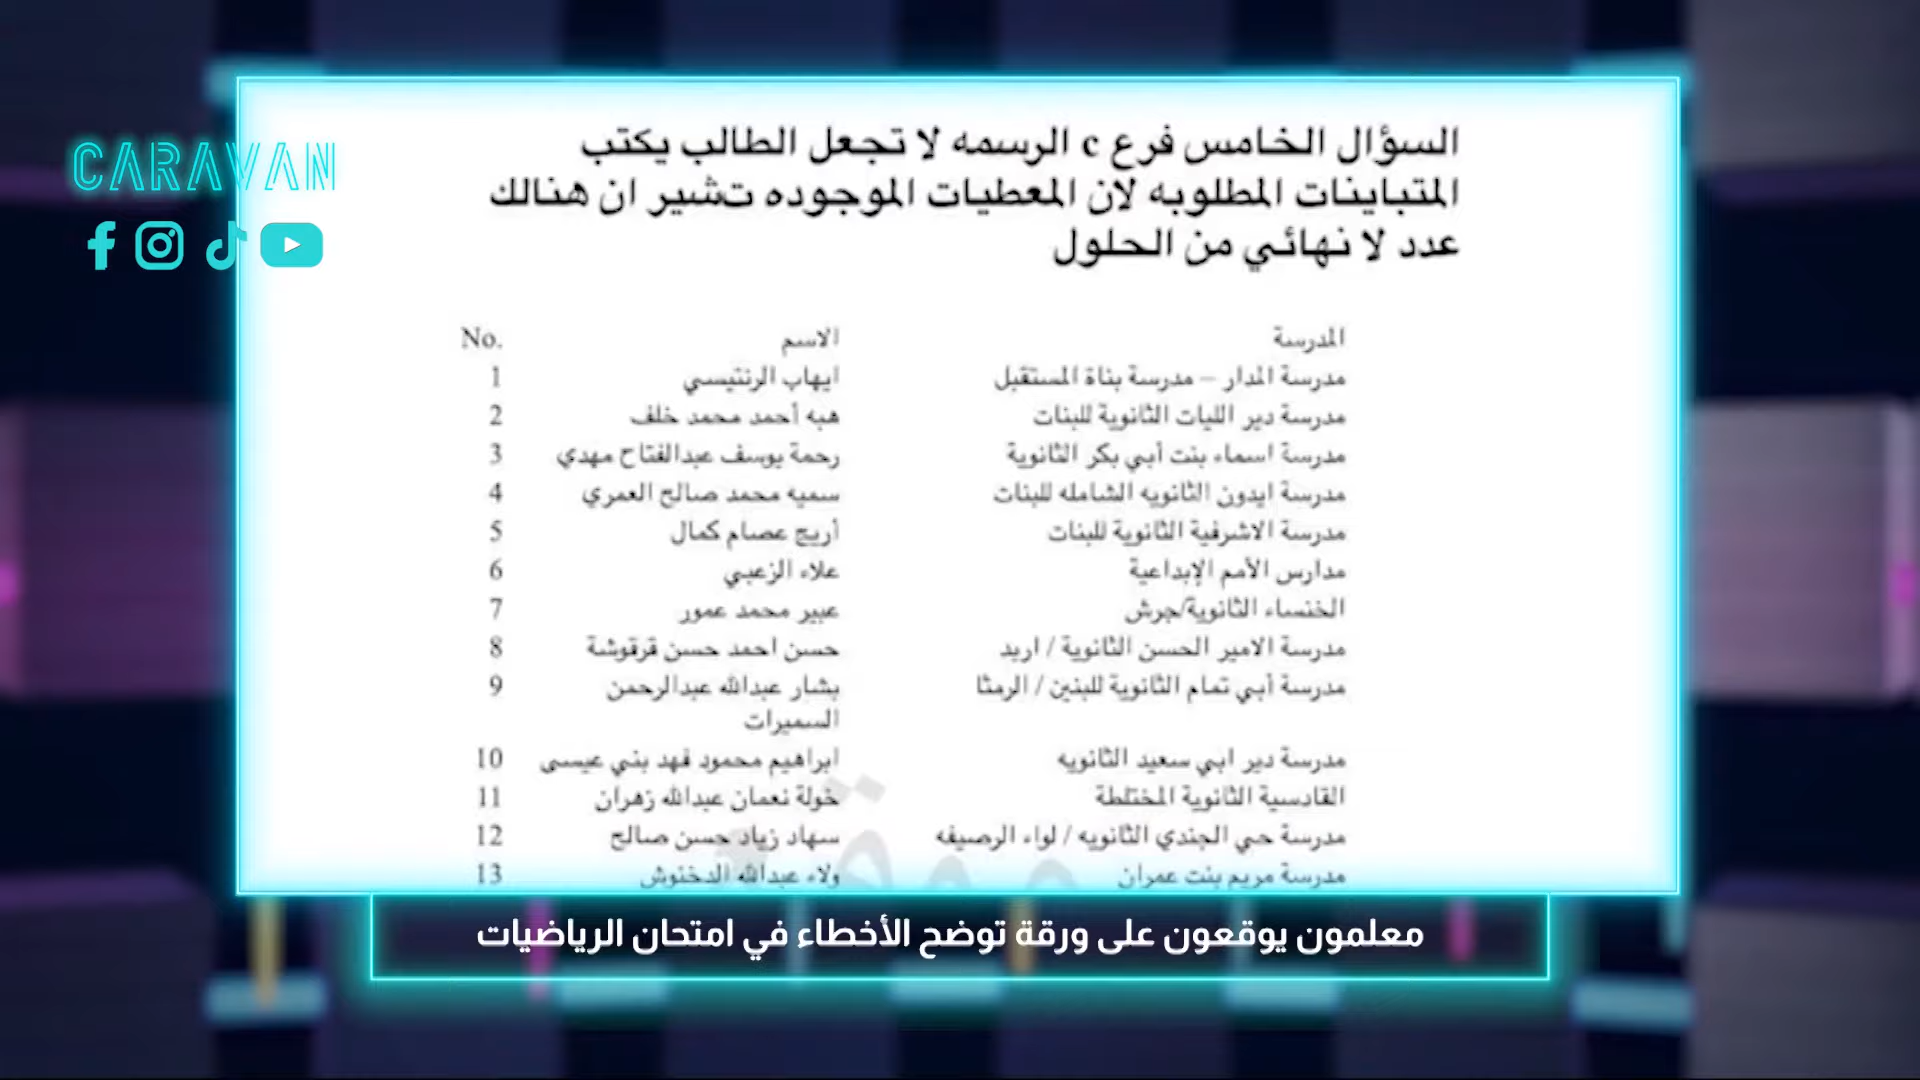 CARAVAN
السؤال الخامس فرع c الرسمه لا تجعل الطالب يكتب
المتباينات المطلوبه لان المعطيات الموجوده تشير ان هنالك
عدد لا نهائي من الحلول
المدرسة الاسم No.
مدرسة المدار – مدرسة بناة المستقبل ايهاب الرنتيسي 1
مدرسة دير الليات الثانوية للبنات هبه أحمد محمد خلف 2
مدرسة اسماء بنت أبي بكر الثانوية رحمة يوسف عبدالفتاح مهدي 3
مدرسة ايدون الثانويه الشامله للبنات سميه محمد صالح العمري 4
مدرسة الاشرفية الثانوية للبنات أريج عصام كمال 5
مدارس الأمم الإبداعية علاء الزعبي 6
الخنساء الثانوية/جرش عبير محمد عمور 7
مدرسة الامير الحسن الثانوية / اربد حسن احمد حسن قرقوشة 8
مدرسة أبي تمام الثانوية للبنين / الرمثا بشار عبدالله عبدالرحمن 9
السميرات
مدرسة دير ابي سعيد الثانويه ابراهيم محمود فهد بني عيسى 10
القادسية الثانوية المختلطة خولة نعمان عبدالله زهران 11
مدرسة حي الجندي الثانويه / لواء الرصيفه سهاد زياد حسن صالح 12
مدرسة مريم بنت عمران ولاء عبدالله الدخنوش 13
معلمون يوقعون على ورقة توضح الأخطاء في امتحان الرياضيات